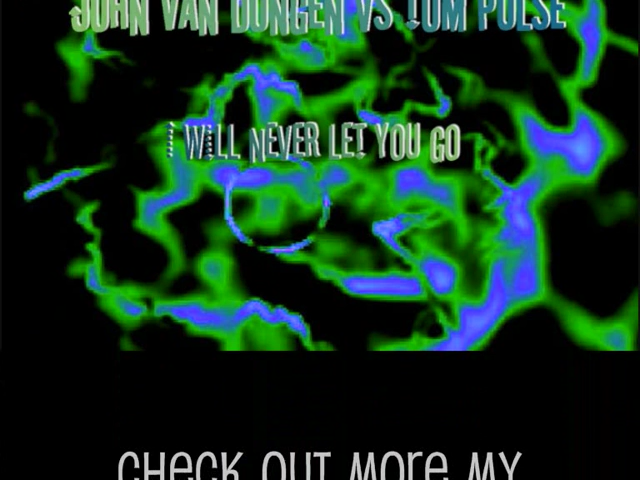 JOHN VAN DONGEN VS TOM PULSE
I WILL NEVER LET YOU GO
CHECK OUT MORE MY